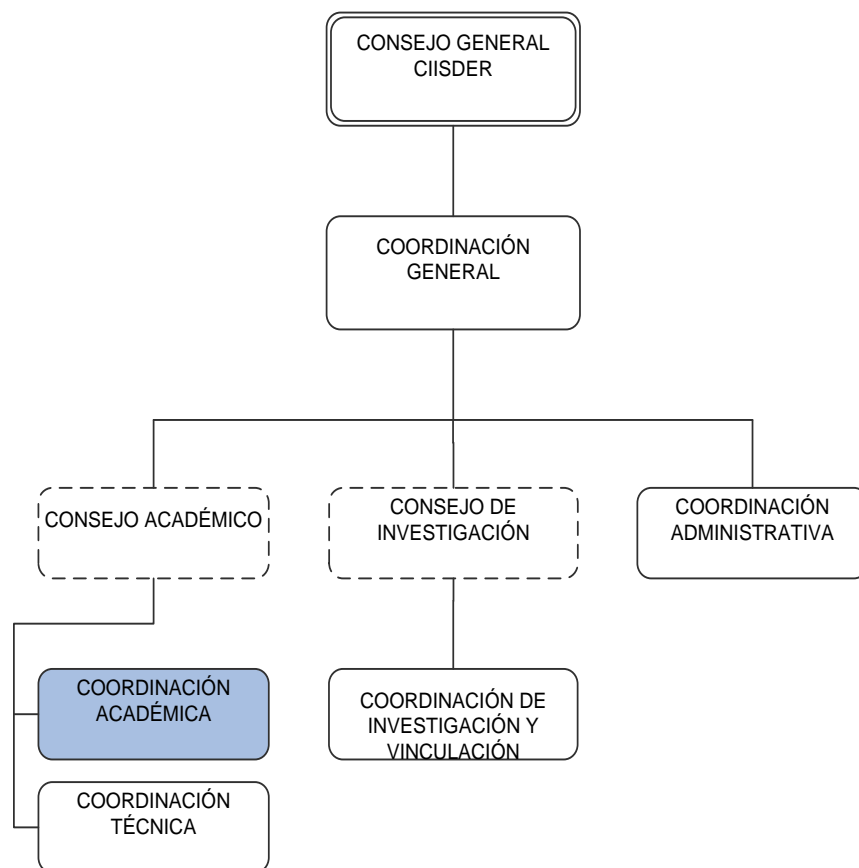 CONSEJO GENERAL
CIISDER
COORDINACIÓN
GENERAL
CONSEJO ACADÉMICO
CONSEJO DE
INVESTIGACIÓN
COORDINACIÓN
ADMINISTRATIVA
COORDINACIÓN
ACADÉMICA
COORDINACIÓN DE
INVESTIGACIÓN Y
VINCULACIÓN
COORDINACIÓN
TÉCNICA